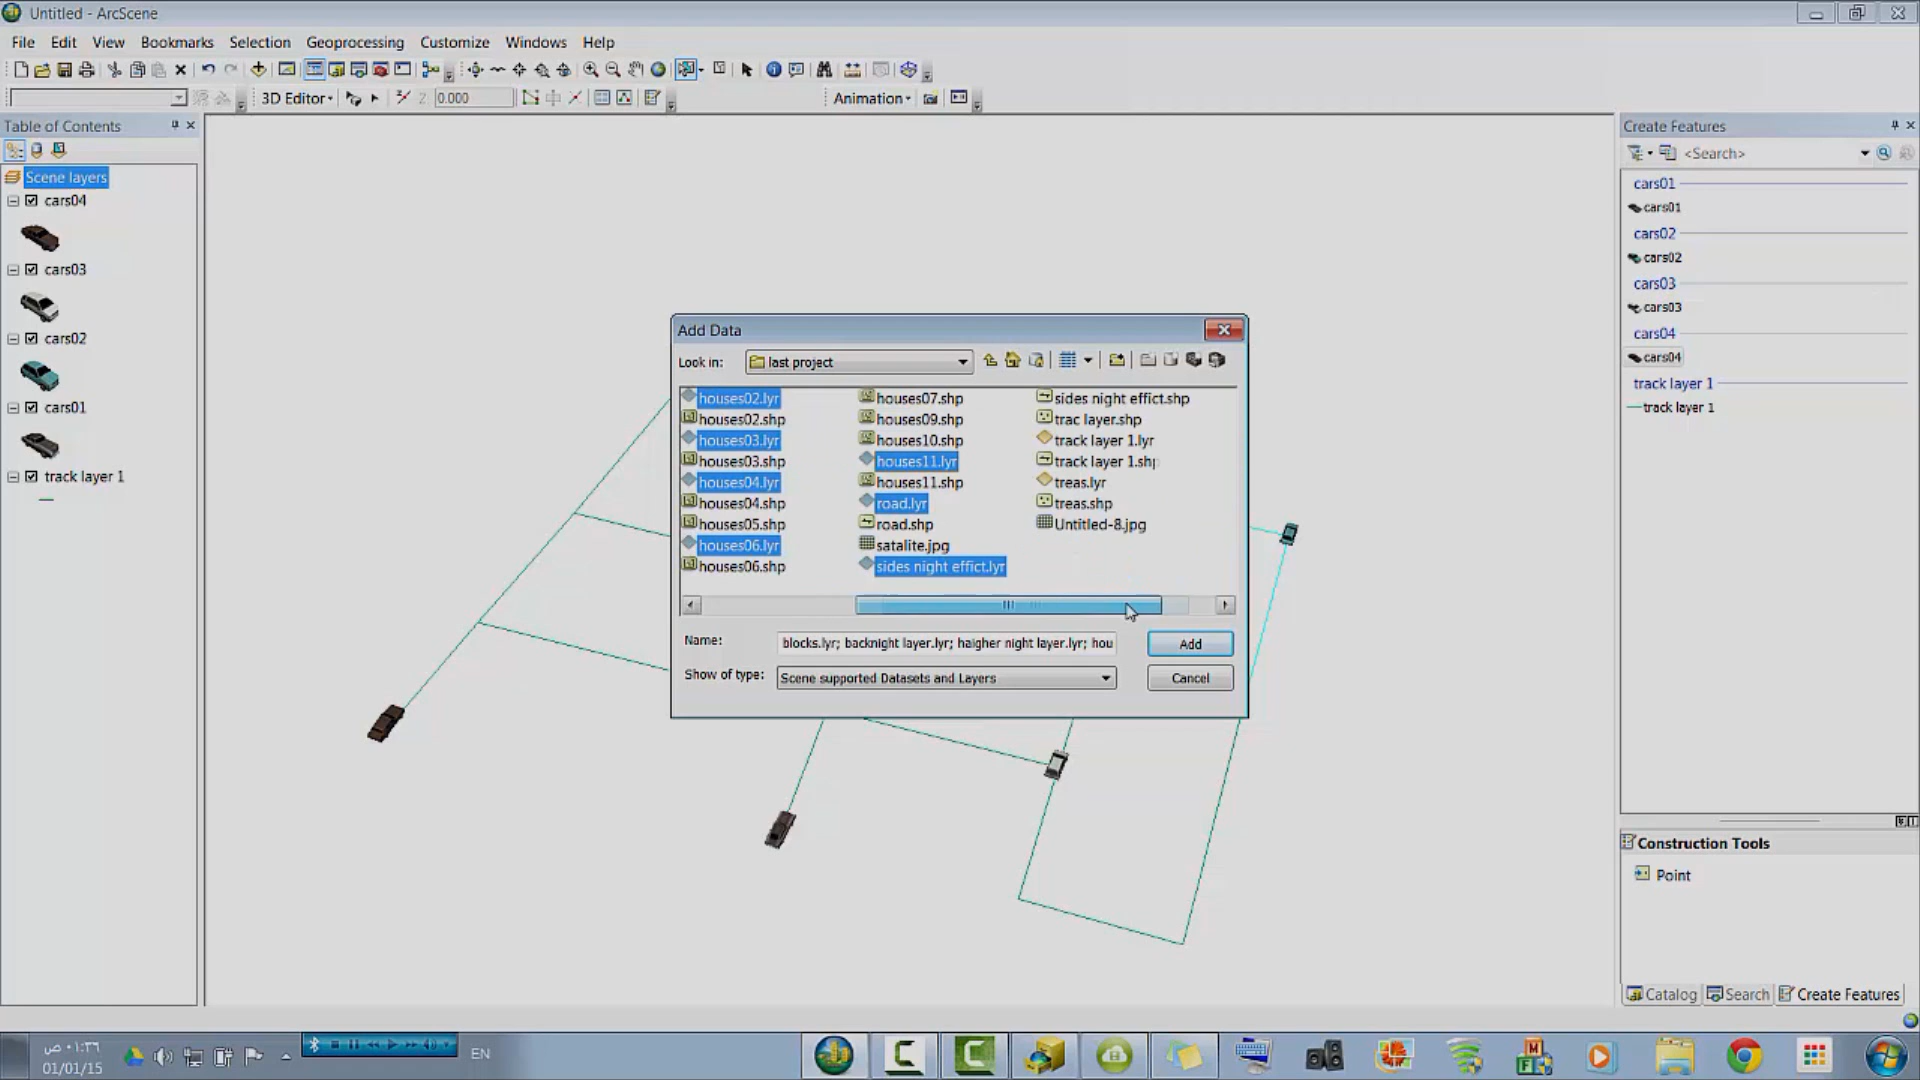 Untitled - ArcScene
File Edit View Bookmarks Selection Geoprocessing Customize Windows Help
3D Editor Z: 0.000 Animation
Table of Contents
Scene layers
cars04
cars03
cars02
cars01
track layer 1
Add Data
Look in: last project
houses02.lyr
houses02.shp
houses03.lyr
houses03.shp
houses04.lyr
houses04.shp
houses05.shp
houses06.lyr
houses06.shp
houses07.shp
houses09.shp
houses10.shp
houses11.lyr
houses11.shp
road.lyr
road.shp
satalite.jpg
sides night effict.lyr
sides night effict.shp
trac layer.shp
track layer 1.lyr
track layer 1.shp
treas.lyr
treas.shp
Untitled-8.jpg
Name: blocks.lyr; backnight layer.lyr; haigher night layer.lyr; hou
Add
Show of type: Scene supported Datasets and Layers
Cancel
Create Features
<Search>
cars01
cars01
cars02
cars02
cars03
cars03
cars04
cars04
track layer 1
track layer 1
Construction Tools
Point
Catalog Search Create Features
٠١:٣٦ ص
01/01/15
EN